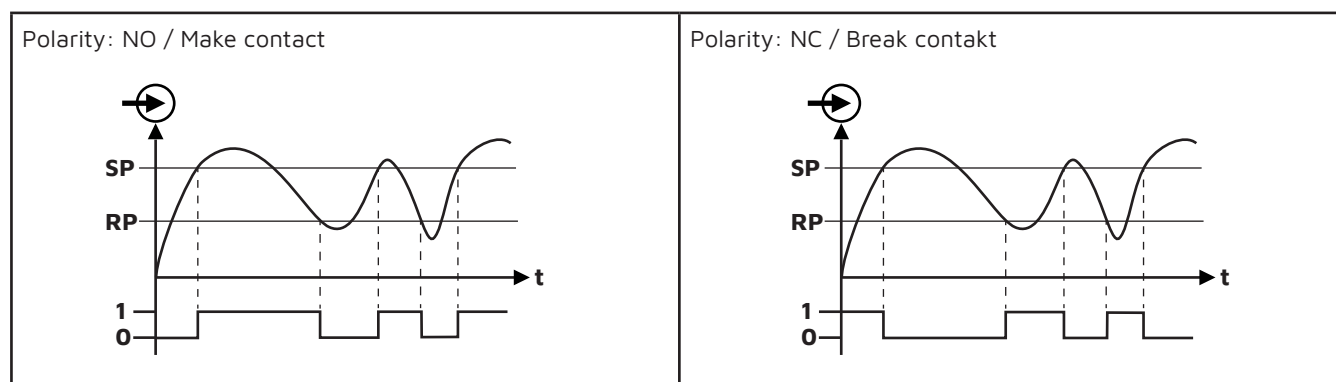 Polarity: NO / Make contact
SP
RP
t
1
0
Polarity: NC / Break contakt
SP
RP
t
1
0